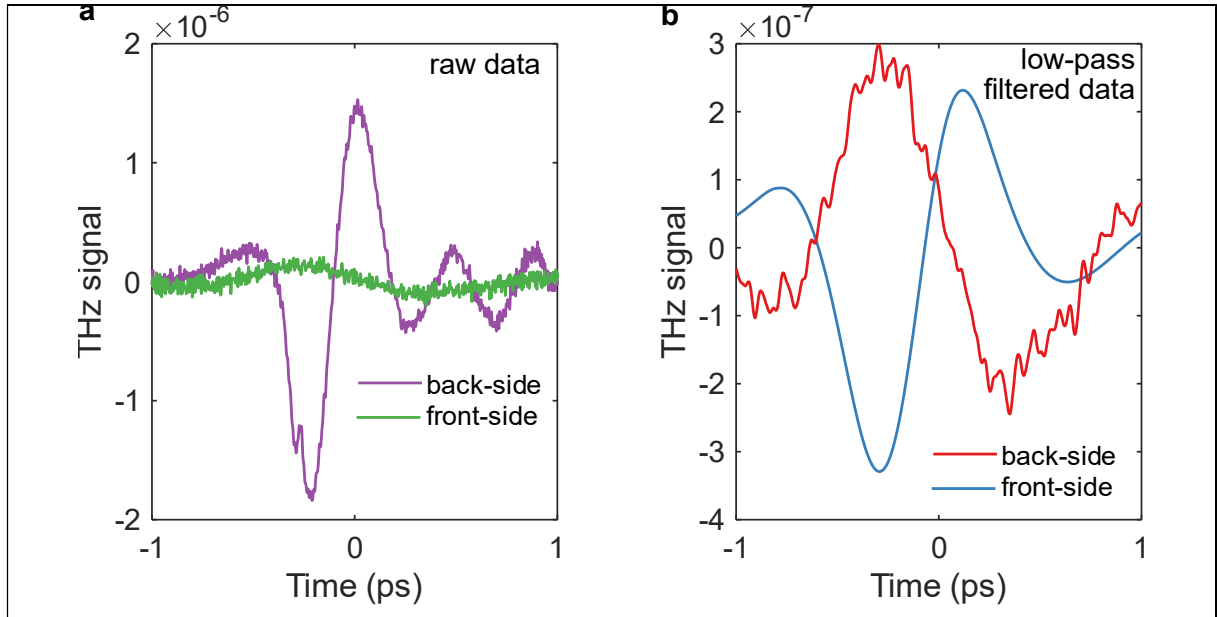 a
×10⁻⁶
raw data
2
1
0
-1
-2
THz signal
back-side
front-side
-1
0
1
Time (ps)
b
×10⁻⁷
low-pass
filtered data
3
2
1
0
-1
-2
-3
-4
THz signal
back-side
front-side
-1
0
1
Time (ps)